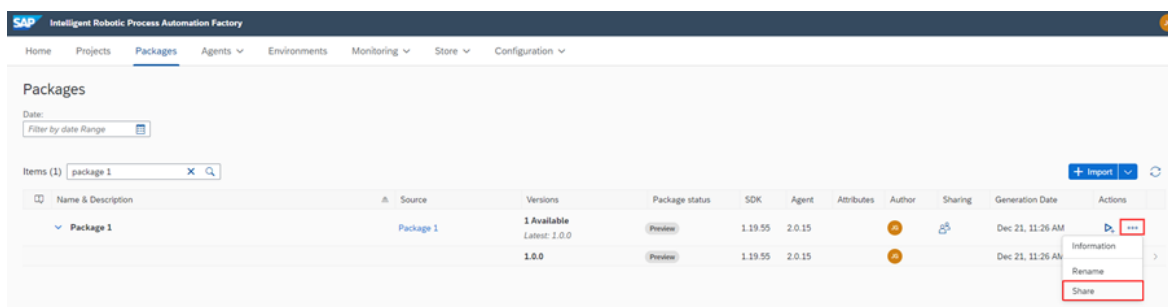 SAP Intelligent Robotic Process Automation Factory
Home Projects Packages Agents Environments Monitoring Store Configuration
Packages
Date:
Filter by date Range
Items (1) package 1 Import
Name & Description Source Versions Package status SDK Agent Attributes Author Sharing Generation Date Actions
Package 1 Package 1 1 Available Preview 1.19.55 2.0.15 JG Dec 21, 11:26 AM
Latest: 1.0.0
Information
1.0.0 Preview 1.19.55 2.0.15 JG Dec 21, 11:26 AM
Rename
Share